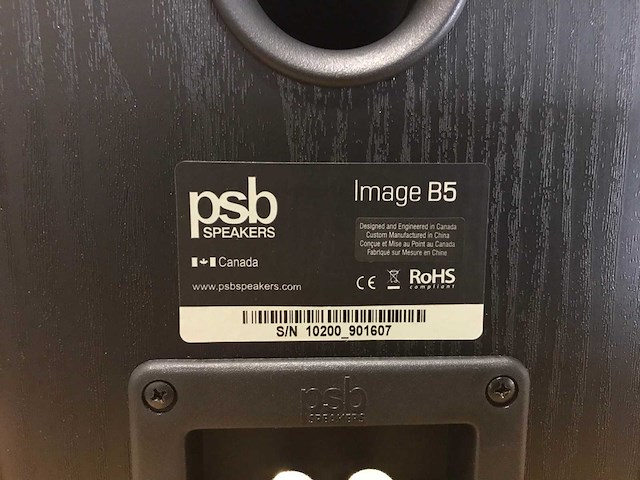 psb
SPEAKERS
Image B5
Designed and Engineered in Canada
Custom Manufactured in China
Conçue et Mise au Point au Canada
Fabriqué sur Mesure en Chine
Canada
www.psbspeakers.com
CE
RoHS
compliant
S/N 10200_901607
psb
SPEAKERS